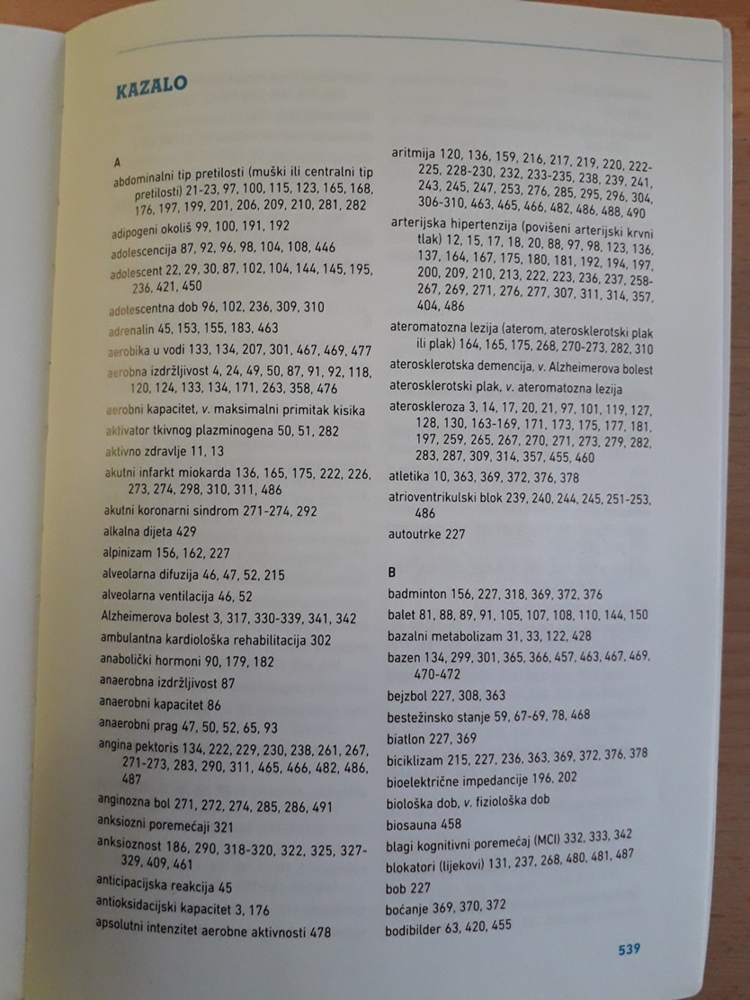 KAZALO
A
abdominalni tip pretilosti (muški ili centralni tip
pretilosti) 21-23, 97, 100, 115, 123, 165, 168,
176, 197, 199, 201, 206, 209, 210, 281, 282
adipogeni okoliš 99, 100, 191, 192
adolescencija 87, 92, 96, 98, 104, 108, 446
adolescent 22, 29, 30, 87, 102, 104, 144, 145, 195,
236, 421, 450
adolescentna dob 96, 102, 236, 309, 310
adrenalin 45, 153, 155, 183, 463
aerobika u vodi 133, 134, 207, 301, 467, 469, 477
aerobna izdržljivost 4, 24, 49, 50, 87, 91, 92, 118,
120, 124, 133, 134, 171, 263, 358, 476
aerobni kapacitet, v. maksimalni primitak kisika
aktivator tkivnog plazminogena 50, 51, 282
aktivno zdravlje 11, 13
akutni infarkt miokarda 136, 165, 175, 222, 226,
273, 274, 298, 310, 311, 486
akutni koronarni sindrom 271-274, 292
alkalna dijeta 429
alpinizam 156, 162, 227
alveolarna difuzija 46, 47, 52, 215
alveolarna ventilacija 46, 52
Alzheimerova bolest 3, 317, 330-339, 341, 342
ambulantna kardiološka rehabilitacija 302
anabolički hormoni 90, 179, 182
anaerobna izdržljivost 87
anaerobni kapacitet 86
anaerobni prag 47, 50, 52, 65, 93
angina pektoris 134, 222, 229, 230, 238, 261, 267,
271-273, 283, 290, 311, 465, 466, 482, 486,
487
anginozna bol 271, 272, 274, 285, 286, 491
anksiozni poremećaji 321
anksioznost 186, 290, 318-320, 322, 325, 327-
329, 409, 461
anticipacijska reakcija 45
antioksidacijski kapacitet 3, 176
apsolutni intenzitet aerobne aktivnosti 478
aritmija 120, 136, 159, 216, 217, 219, 220, 222-
225, 228-230, 232, 233-235, 238, 239, 241,
243, 245, 247, 253, 276, 285, 295, 296, 304,
306-310, 463, 465, 466, 482, 486, 488, 490
arterijska hipertenzija (povišeni arterijski krvni
tlak) 12, 15, 17, 18, 20, 88, 97, 98, 123, 136,
137, 164, 167, 175, 180, 181, 192, 194, 197,
200, 209, 210, 213, 222, 223, 236, 237, 258-
267, 269, 271, 276, 277, 307, 311, 314, 357,
404, 486
ateromatozna lezija (aterom, aterosklerotski plak
ili plak) 164, 165, 175, 268, 270-273, 282, 310
aterosklerotska demencija, v. Alzheimerova bolest
aterosklerotski plak, v. ateromatozna lezija
ateroskleroza 3, 14, 17, 20, 21, 97, 101, 119, 127,
128, 130, 163-169, 171, 173, 175, 177, 181,
197, 259, 265, 267, 270, 271, 273, 279, 282,
283, 287, 309, 314, 357, 455, 460
atletika 10, 363, 369, 372, 376, 378
atrioventrikulski blok 239, 240, 244, 245, 251-253,
486
autoutrke 227
B
badminton 156, 227, 318, 369, 372, 376
balet 81, 88, 89, 91, 105, 107, 108, 110, 144, 150
bazalni metabolizam 31, 33, 122, 428
bazen 134, 299, 301, 365, 366, 457, 463, 467, 469,
470-472
bejzbol 227, 308, 363
bestežinsko stanje 59, 67-69, 78, 468
biatlon 227, 369
biciklizam 215, 227, 236, 363, 369, 372, 376, 378
bioelektrične impedancije 196, 202
biološka dob, v. fiziološka dob
biosauna 458
blagi kognitivni poremećaj (MCI) 332, 333, 342
blokatori (lijekovi) 131, 237, 268, 480, 481, 487
bob 227
boćanje 369, 370, 372
bodibilder 63, 420, 455
539